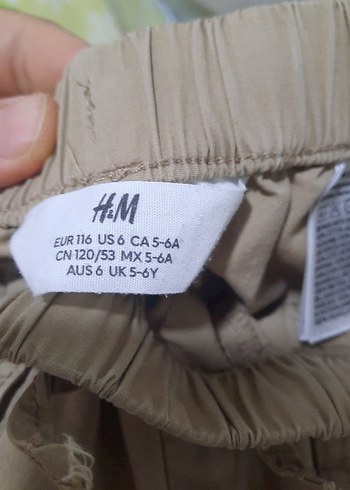 H&M
EUR 116 US 6 CA 5-6A
CN 120/53 MX 5-6A
AUS 6 UK 5-6Y